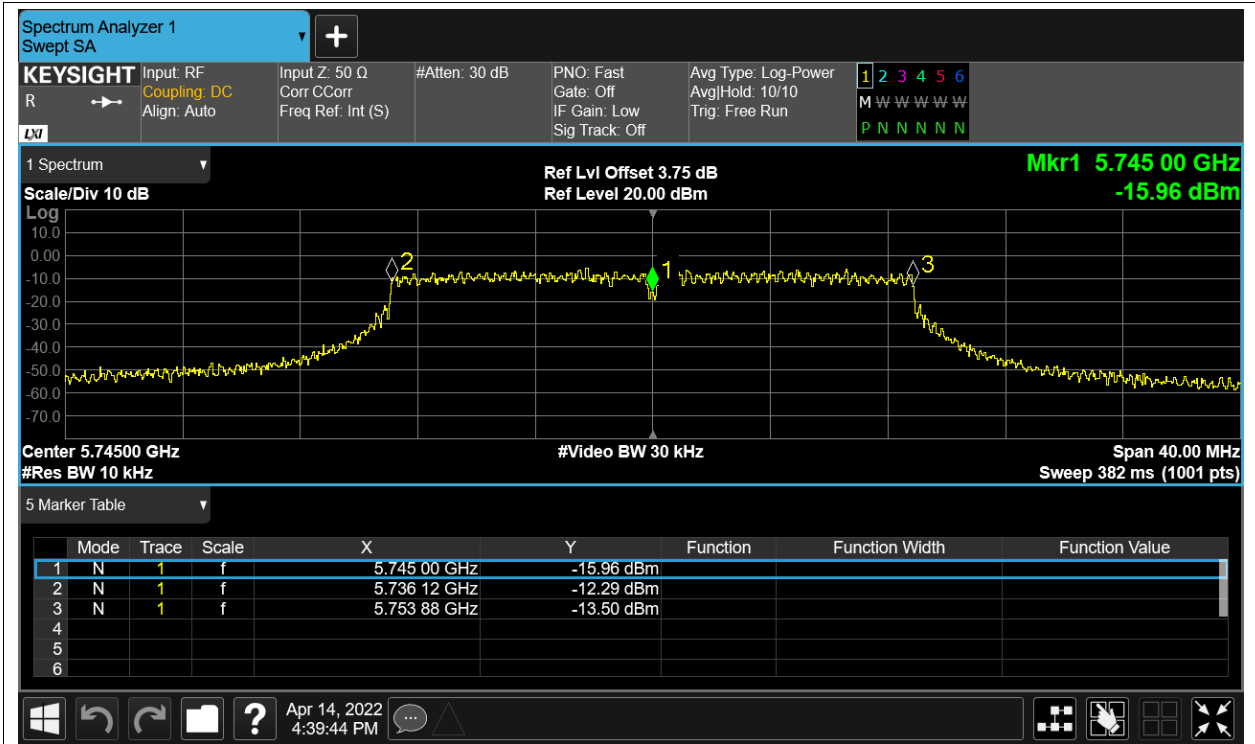 Spectrum Analyzer 1
Swept SA
+
KEYSIGHT
R
LXI
Input: RF
Coupling: DC
Align: Auto
Input Z: 50 Ω
Corr CCorr
Freq Ref: Int (S)
#Atten: 30 dB
PNO: Fast
Gate: Off
IF Gain: Low
Sig Track: Off
Avg Type: Log-Power
Avg|Hold: 10/10
Trig: Free Run
1 2 3 4 5 6
M W W W W W
P N N N N N
1 Spectrum
Scale/Div 10 dB
Ref Lvl Offset 3.75 dB
Ref Level 20.00 dBm
Mkr1 5.745 00 GHz
-15.96 dBm
Log
10.0
0.00
-10.0
-20.0
-30.0
-40.0
-50.0
-60.0
-70.0
2
1
3
Center 5.74500 GHz
#Video BW 30 kHz
Span 40.00 MHz
#Res BW 10 kHz
Sweep 382 ms (1001 pts)
5 Marker Table
Mode Trace Scale X Y Function Function Width Function Value
1 N 1 f 5.745 00 GHz -15.96 dBm
2 N 1 f 5.736 12 GHz -12.29 dBm
3 N 1 f 5.753 88 GHz -13.50 dBm
4
5
6
?
Apr 14, 2022
4:39:44 PM